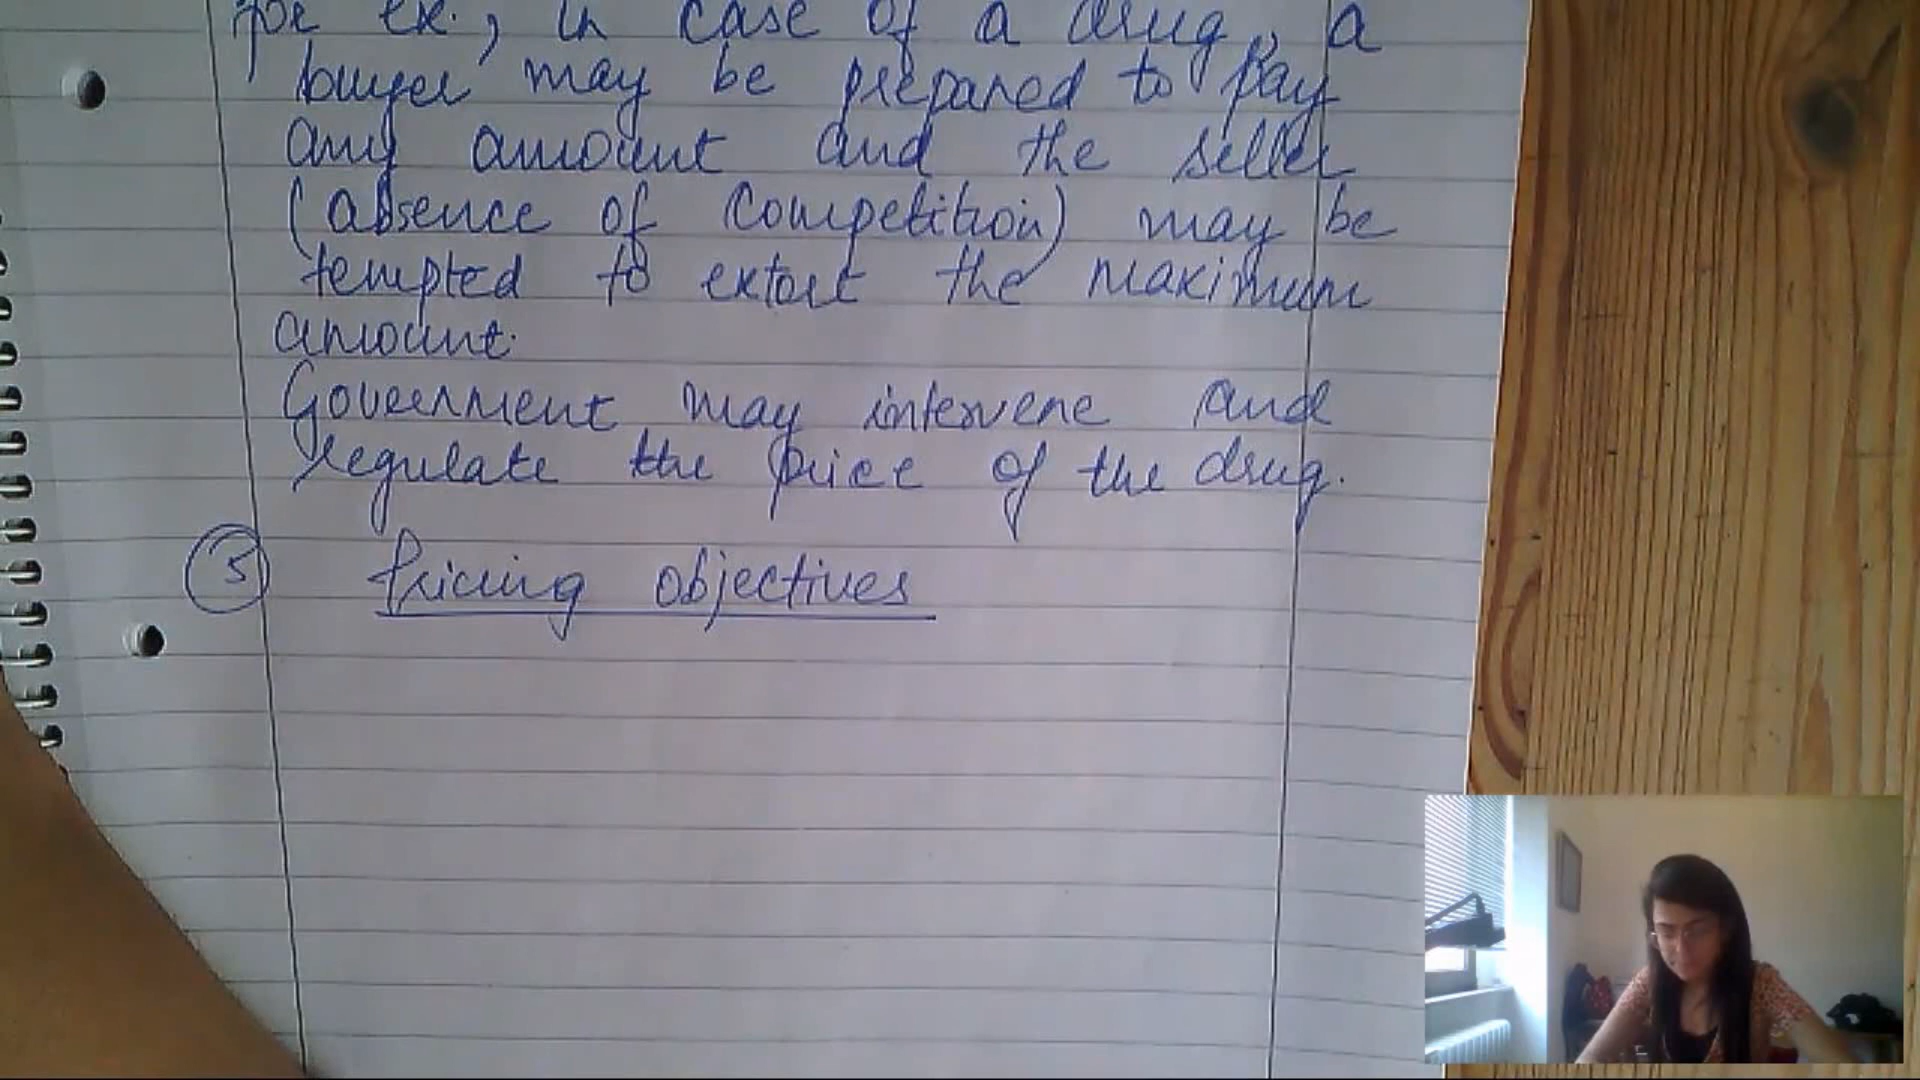 for ex., in case of a drug, a
buyer may be prepared to pay
any amount and the seller
(absence of competition) may be
tempted to extort the maximum
amount.
Government may intervene and
regulate the price of the drug.
5 Pricing objectives